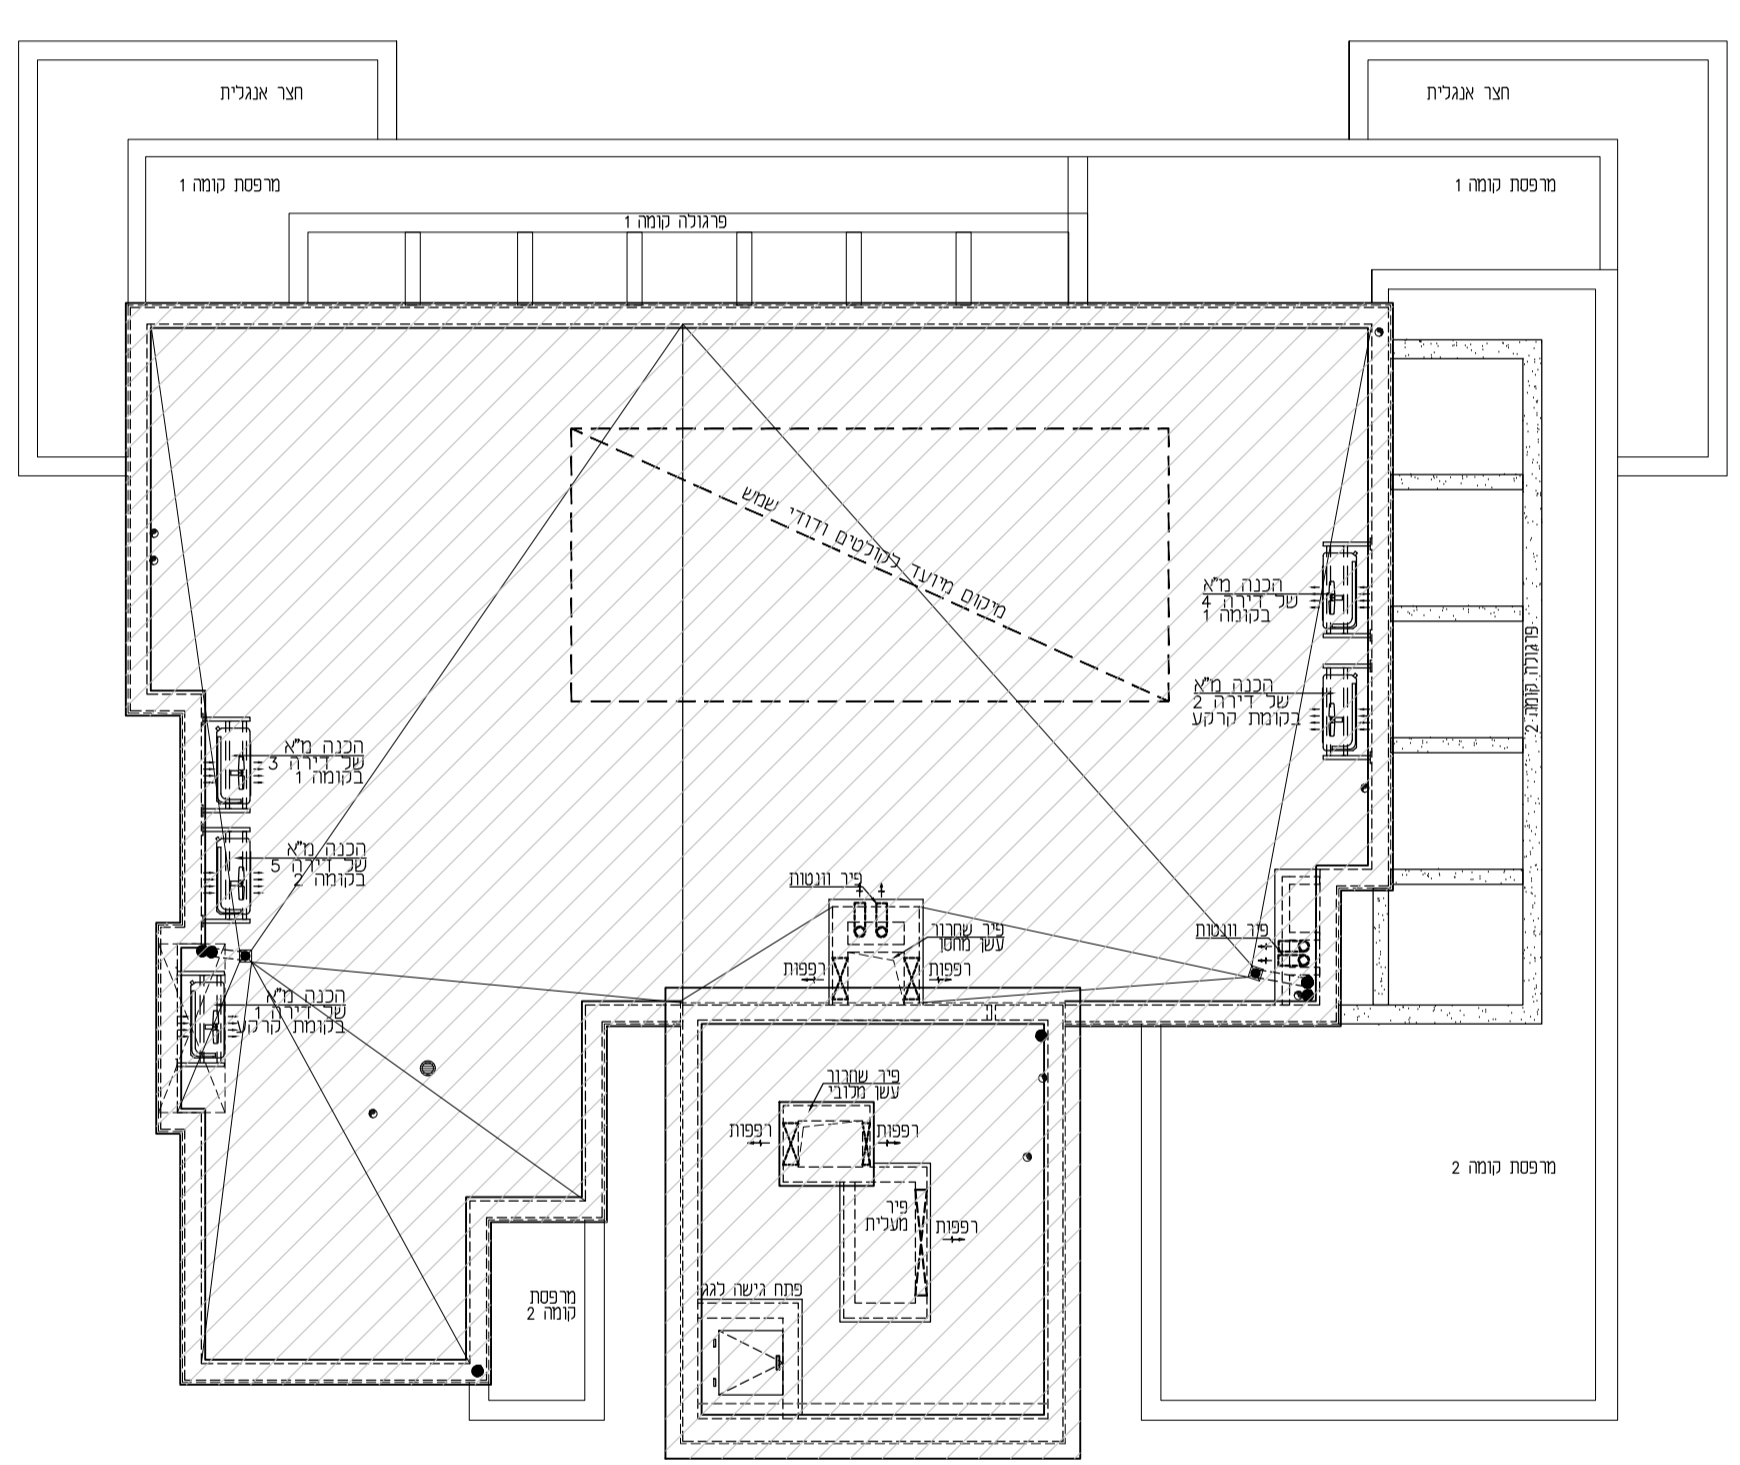 חצר אנגלית
חצר אנגלית
מרפסת קומה 1
מרפסת קומה 1
פרגולה קומה 1
מיקום מיועד לקולטים ודודי שמש
הכנה מ"א
של דירה 4
בקומה 1
הכנה מ"א
של דירה 2
בקומת קרקע
פרגולה קומה 2
הכנה מ"א
של דירה 3
בקומה 1
הכנה מ"א
של דירה 5
בקומה 2
פיר וונטות
פיר שחרור
עשן מחסן
פיר וונטות
רפפות
רפפות
הכנה מ"א
של דירה 1
בקומת קרקע
פיר שחרור
עשן מלובי
רפפות
רפפות
מרפסת קומה 2
פיר
מעלית
רפפות
פתח גישה לגג
מרפסת
קומה 2